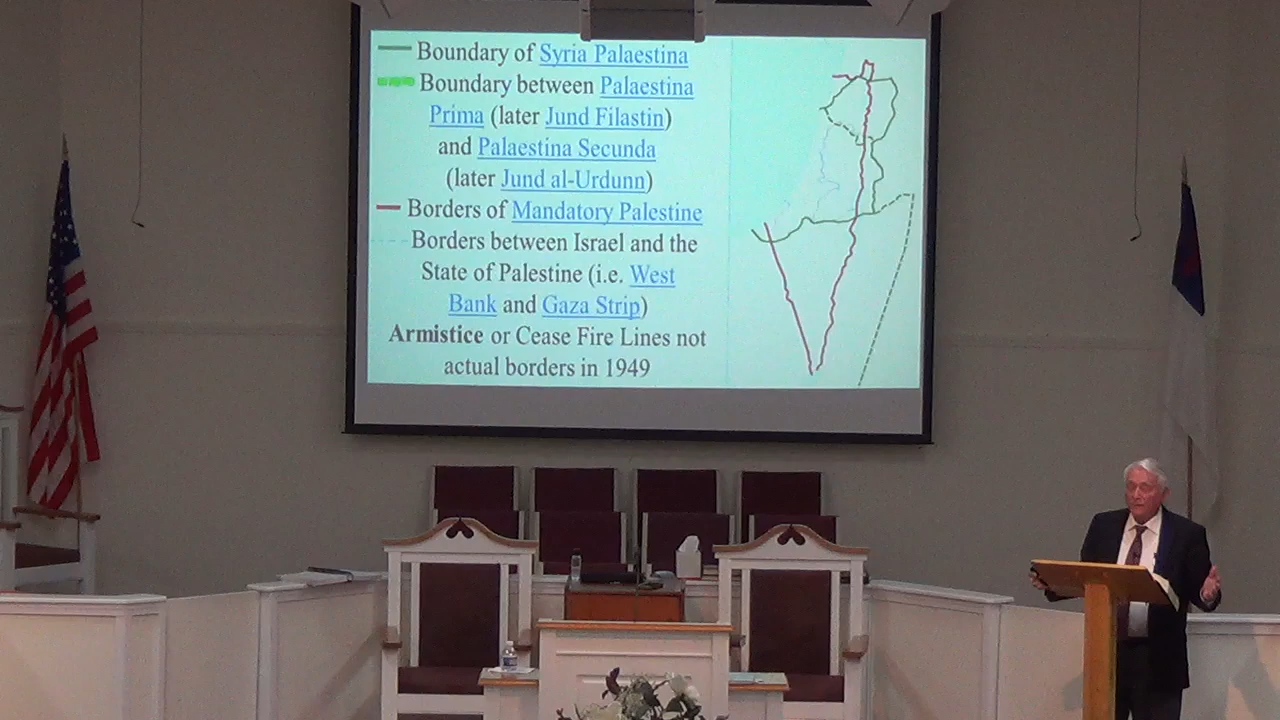 Boundary of Syria Palaestina
Boundary between Palaestina
Prima (later Jund Filastin)
and Palaestina Secunda
(later Jund al-Urdunn)
Borders of Mandatory Palestine
Borders between Israel and the
State of Palestine (i.e. West
Bank and Gaza Strip)
Armistice or Cease Fire Lines not
actual borders in 1949